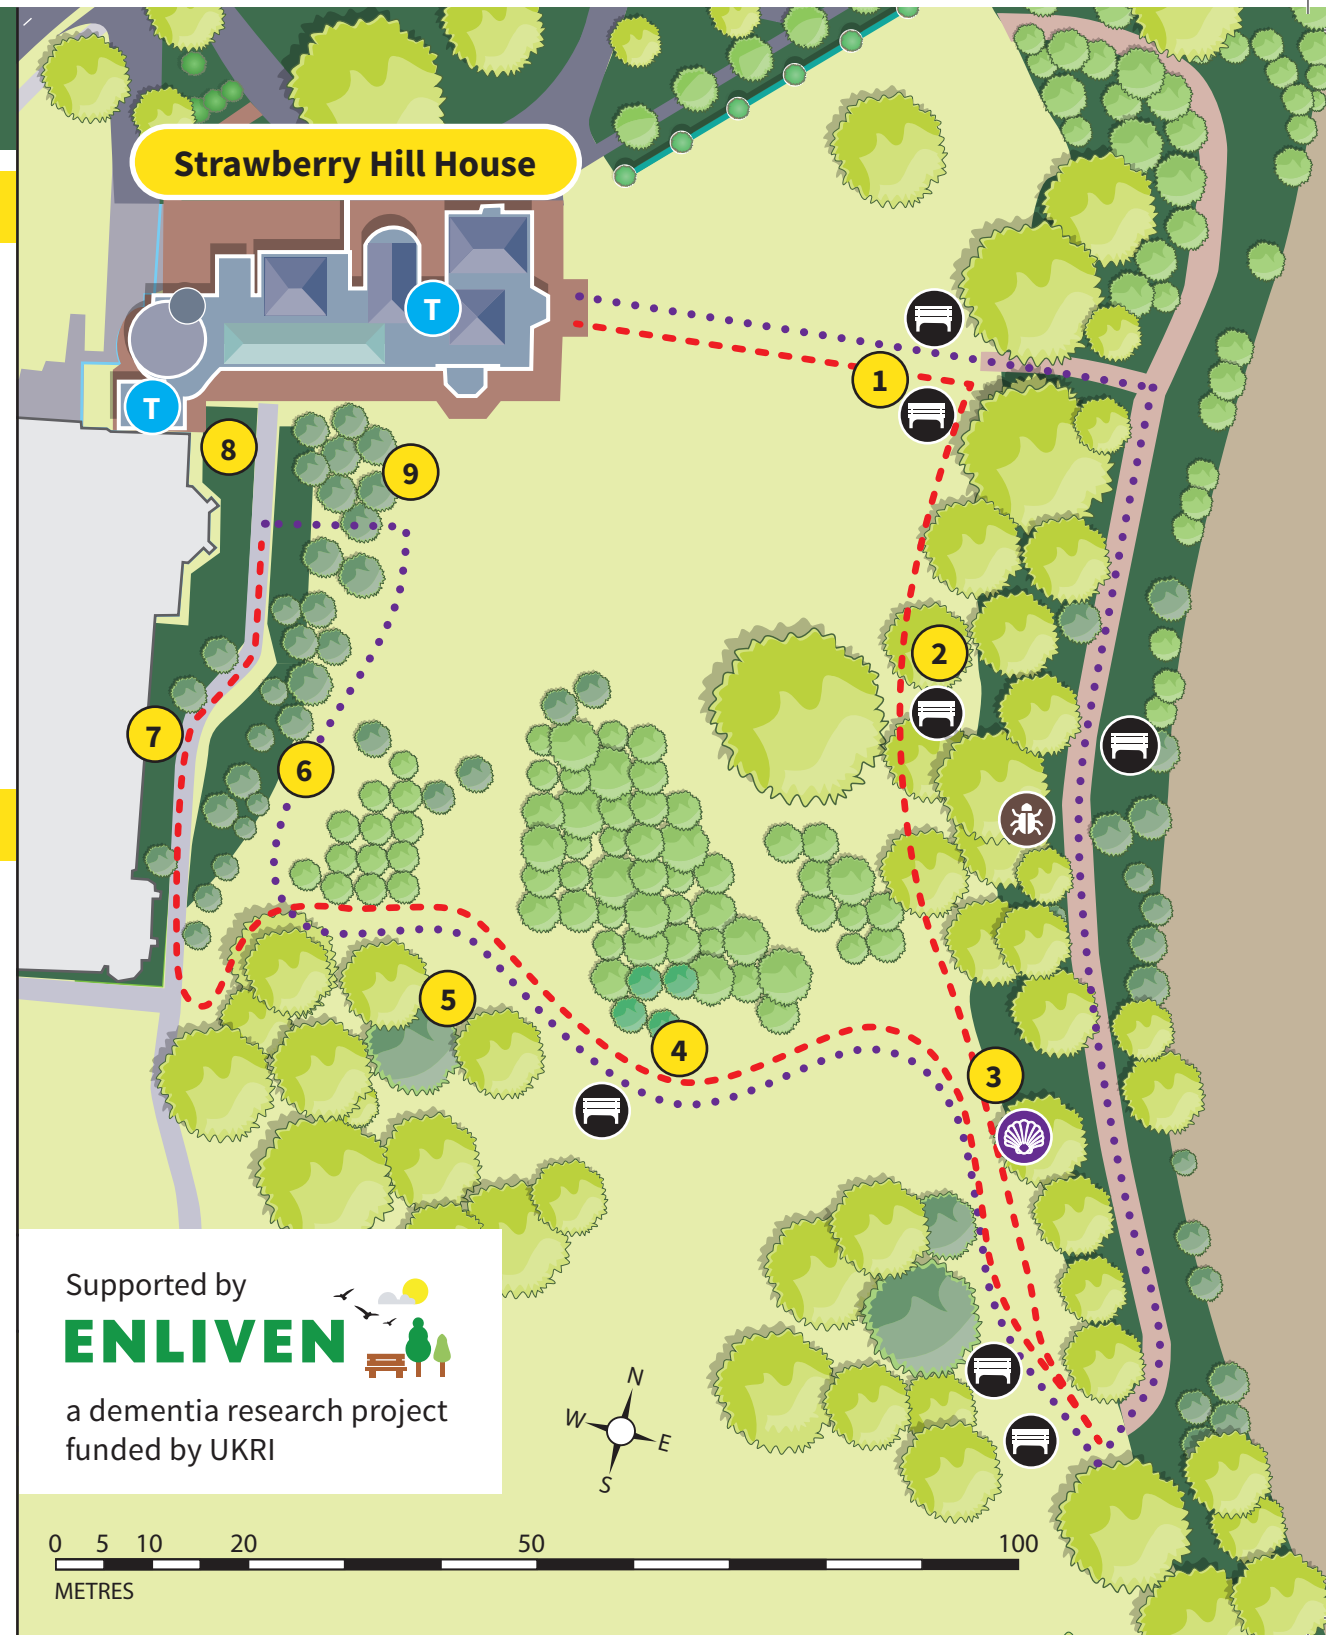 Strawberry Hill House
T
T
1
8
9
2
7
6
5
4
3
Supported by
ENLIVEN
a dementia research project
funded by UKRI
N
W
E
S
0 5 10 20 50 100
METRES